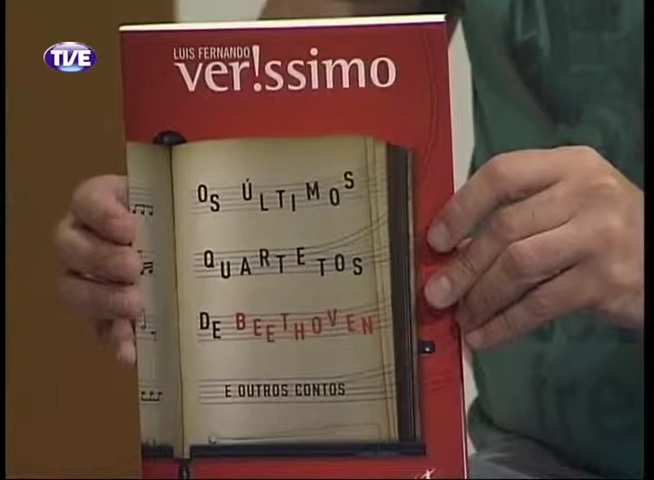 TVE
LUIS FERNANDO
ver!ssimo
OS ÚLTIMOS
QUARTETOS
DE BEETHOVEN
E OUTROS CONTOS